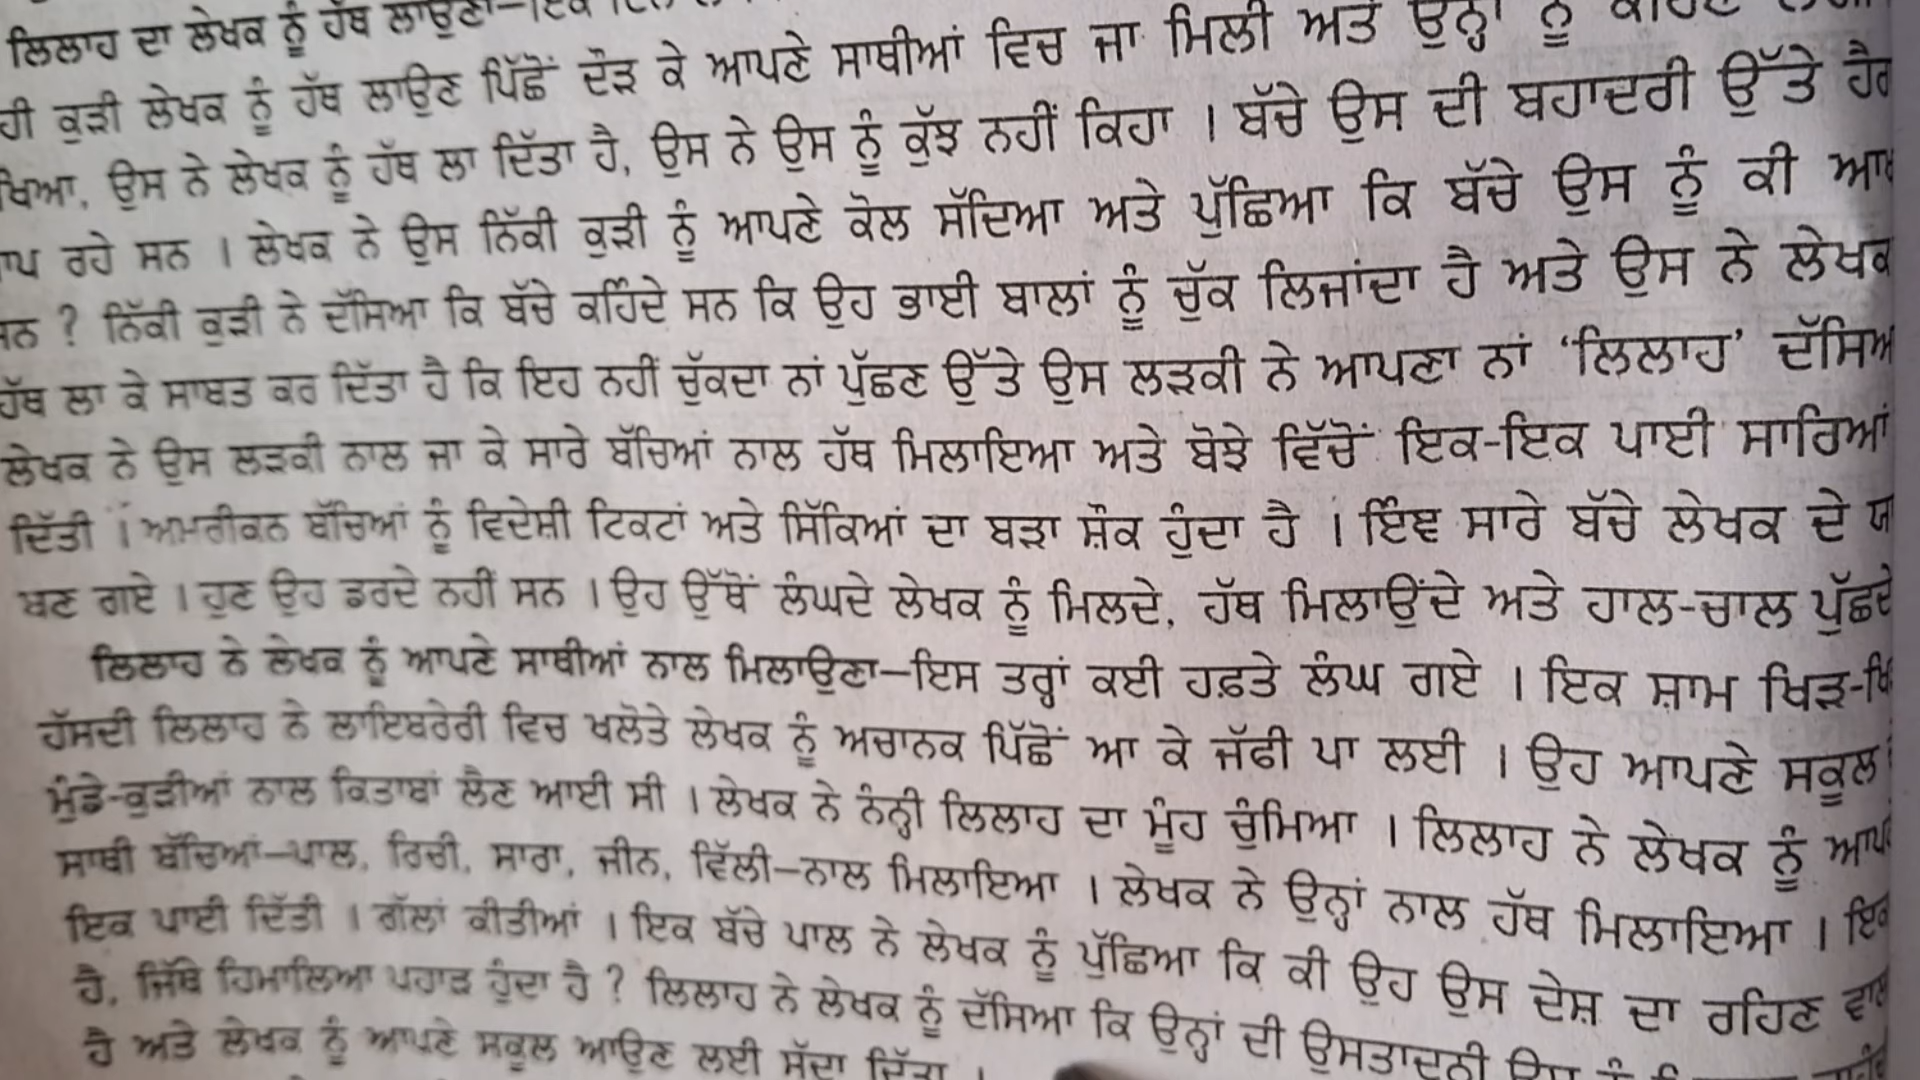 ਲਿਲਾਹ ਦਾ ਲੇਖਕ ਨੂੰ ਹੱਥ ਲਾਉਣਾ—ਇਕ
ਹੀ ਕੁੜੀ ਲੇਖਕ ਨੂੰ ਹੱਥ ਲਾਉਣ ਪਿੱਛੋਂ ਦੌੜ ਕੇ ਆਪਣੇ ਸਾਥੀਆਂ ਵਿਚ ਜਾ ਮਿਲੀ ਅਤੇ ਉਨ੍ਹਾਂ ਨੂੰ ਕਹਿਣ
ਉਸ ਨੇ ਲੇਖਕ ਨੂੰ ਹੱਥ ਲਾ ਦਿੱਤਾ ਹੈ, ਉਸ ਨੇ ਉਸ ਨੂੰ ਕੁੱਝ ਨਹੀਂ ਕਿਹਾ । ਬੱਚੇ ਉਸ ਦੀ ਬਹਾਦਰੀ ਉੱਤੇ
ਰਹੇ ਸਨ । ਲੇਖਕ ਨੇ ਉਸ ਨਿੱਕੀ ਕੁੜੀ ਨੂੰ ਆਪਣੇ ਕੋਲ ਸੱਦਿਆ ਅਤੇ ਪੁੱਛਿਆ ਕਿ ਬੱਚੇ ਉਸ ਨੂੰ ਕੀ
? ਨਿੱਕੀ ਕੁੜੀ ਨੇ ਦੱਸਿਆ ਕਿ ਬੱਚੇ ਕਹਿੰਦੇ ਸਨ ਕਿ ਉਹ ਭਾਈ ਬਾਲਾਂ ਨੂੰ ਚੁੱਕ ਲਿਜਾਂਦਾ ਹੈ ਅਤੇ ਉਸ ਨੇ ਲੇਖਕ
ਹੱਥ ਲਾ ਕੇ ਸਾਬਤ ਕਰ ਦਿੱਤਾ ਹੈ ਕਿ ਇਹ ਨਹੀਂ ਚੁੱਕਦਾ ਨਾਂ ਪੁੱਛਣ ਉੱਤੇ ਉਸ ਲੜਕੀ ਨੇ ਆਪਣਾ ਨਾਂ ‘ਲਿਲਾਹ’ ਦੱਸਿਆ
ਲੇਖਕ ਨੇ ਉਸ ਲੜਕੀ ਨਾਲ ਜਾ ਕੇ ਸਾਰੇ ਬੱਚਿਆਂ ਨਾਲ ਹੱਥ ਮਿਲਾਇਆ ਅਤੇ ਬੋਝੇ ਵਿੱਚੋਂ ਇਕ-ਇਕ ਪਾਈ ਸਾਰਿਆਂ
ਦਿੱਤੀ । ਅਮਰੀਕਨ ਬੱਚਿਆਂ ਨੂੰ ਵਿਦੇਸ਼ੀ ਟਿਕਟਾਂ ਅਤੇ ਸਿੱਕਿਆਂ ਦਾ ਬੜਾ ਸ਼ੌਕ ਹੁੰਦਾ ਹੈ । ਇੰਞ ਸਾਰੇ ਬੱਚੇ ਲੇਖਕ ਦੇ
ਬਣ ਗਏ । ਹੁਣ ਉਹ ਡਰਦੇ ਨਹੀਂ ਸਨ । ਉਹ ਉੱਥੋਂ ਲੰਘਦੇ ਲੇਖਕ ਨੂੰ ਮਿਲਦੇ, ਹੱਥ ਮਿਲਾਉਂਦੇ ਅਤੇ ਹਾਲ-ਚਾਲ ਪੁੱਛਦੇ
ਲਿਲਾਹ ਨੇ ਲੇਖਕ ਨੂੰ ਆਪਣੇ ਸਾਥੀਆਂ ਨਾਲ ਮਿਲਾਉਣਾ—ਇਸ ਤਰ੍ਹਾਂ ਕਈ ਹਫ਼ਤੇ ਲੰਘ ਗਏ । ਇਕ ਸ਼ਾਮ ਖਿੜ-
ਹੱਸਦੀ ਲਿਲਾਹ ਨੇ ਲਾਇਬਰੇਰੀ ਵਿਚ ਖਲੋਤੇ ਲੇਖਕ ਨੂੰ ਅਚਾਨਕ ਪਿੱਛੋਂ ਆ ਕੇ ਜੱਫੀ ਪਾ ਲਈ । ਉਹ ਆਪਣੇ ਸਕੂਲ
ਮੁੰਡੇ-ਕੁੜੀਆਂ ਨਾਲ ਕਿਤਾਬਾਂ ਲੈਣ ਆਈ ਸੀ । ਲੇਖਕ ਨੇ ਨੰਨ੍ਹੀ ਲਿਲਾਹ ਦਾ ਮੂੰਹ ਚੁੰਮਿਆ । ਲਿਲਾਹ ਨੇ ਲੇਖਕ ਨੂੰ
ਸਾਥੀ ਬੱਚਿਆਂ—ਪਾਲ, ਰਿਚੀ, ਸਾਰਾ, ਜੀਨ, ਵਿੱਲੀ—ਨਾਲ ਮਿਲਾਇਆ । ਲੇਖਕ ਨੇ ਉਨ੍ਹਾਂ ਨਾਲ ਹੱਥ ਮਿਲਾਇਆ । ਇਕ
ਇਕ ਪਾਈ ਦਿੱਤੀ । ਗੱਲਾਂ ਕੀਤੀਆਂ । ਇਕ ਬੱਚੇ ਪਾਲ ਨੇ ਲੇਖਕ ਨੂੰ ਪੁੱਛਿਆ ਕਿ ਕੀ ਉਹ ਉਸ ਦੇਸ਼ ਦਾ ਰਹਿਣ ਵਾਲਾ
ਹੈ, ਜਿੱਥੇ ਹਿਮਾਲਿਆ ਪਹਾੜ ਹੁੰਦਾ ਹੈ ? ਲਿਲਾਹ ਨੇ ਲੇਖਕ ਨੂੰ ਦੱਸਿਆ ਕਿ ਉਨ੍ਹਾਂ ਦੀ ਉਸਤਾਦਨੀ ਉਸ ਨੂੰ
ਹੈ ਅਤੇ ਲੇਖਕ ਨੂੰ ਆਪਣੇ ਸਕੂਲ ਆਉਣ ਲਈ ਸੱਦਾ ਦਿੱਤਾ ।